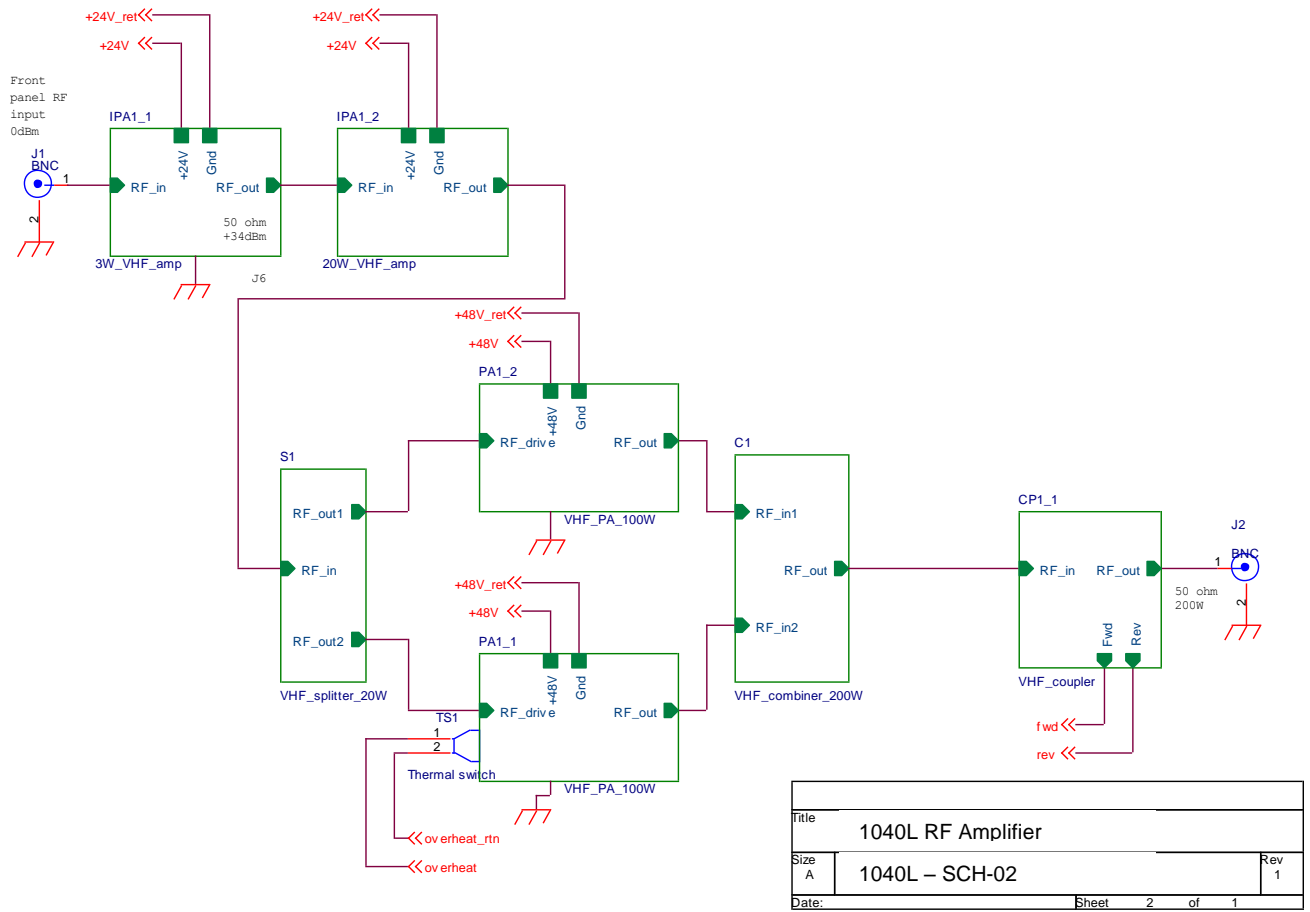 +24V_ret
+24V
+24V_ret
+24V
Front
panel RF
input
0dBm
J1
BNC
1
2
IPA1_1
+24V
Gnd
RF_in
RF_out
50 ohm
+34dBm
3W_VHF_amp
J6
IPA1_2
+24V
Gnd
RF_in
RF_out
20W_VHF_amp
+48V_ret
+48V
PA1_2
+48V
Gnd
RF_drive
RF_out
VHF_PA_100W
S1
RF_out1
RF_in
RF_out2
VHF_splitter_20W
+48V_ret
+48V
PA1_1
+48V
Gnd
RF_drive
RF_out
VHF_PA_100W
TS1
1
2
Thermal switch
overheat_rtn
overheat
C1
RF_in1
RF_out
RF_in2
VHF_combiner_200W
CP1_1
RF_in
RF_out
Fwd
Rev
VHF_coupler
fwd
rev
J2
BNC
1
2
50 ohm
200W
Title
1040L RF Amplifier
Size
A
1040L – SCH-02
Rev
1
Date:
Sheet 2 of 1